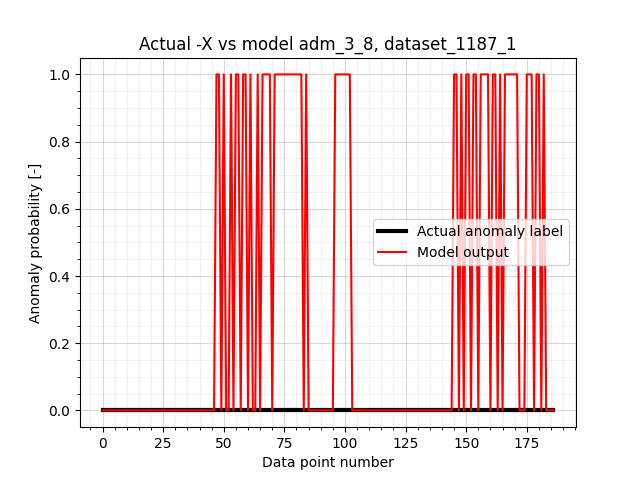 Actual -X vs model adm_3_8, dataset_1187_1
Anomaly probability [-]
1.0
0.8
0.6
0.4
0.2
0.0
Actual anomaly label
Model output
0 25 50 75 100 125 150 175
Data point number